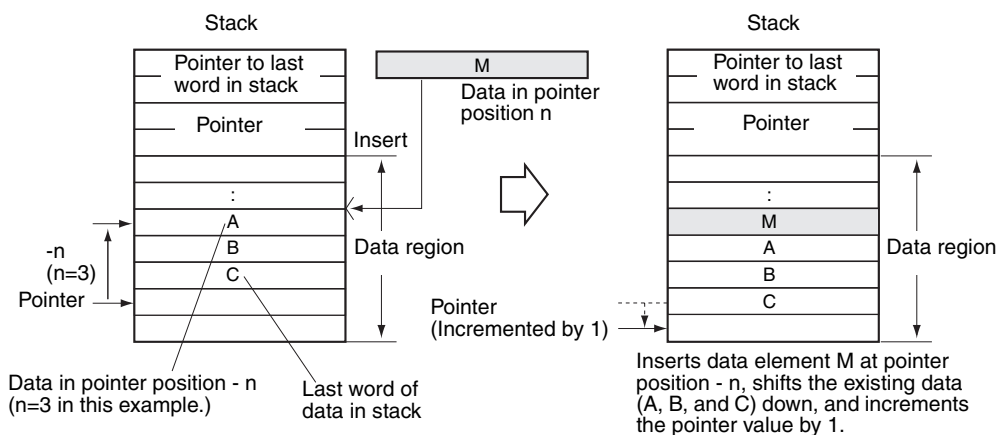 Stack
Pointer to last
word in stack
Pointer
:
A
B
C
-n
(n=3)
Pointer
Data in pointer position - n
(n=3 in this example.)
Last word of
data in stack
M
Data in pointer
position n
Insert
Data region
Stack
Pointer to last
word in stack
Pointer
:
M
A
B
C
Data region
Pointer
(Incremented by 1)
Inserts data element M at pointer
position - n, shifts the existing data
(A, B, and C) down, and increments
the pointer value by 1.